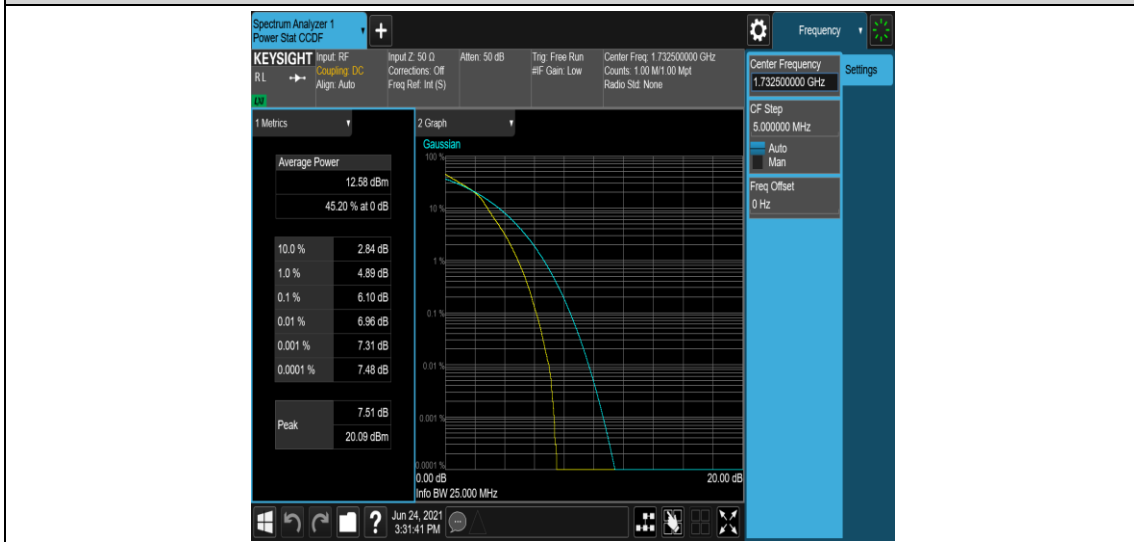 Spectrum Analyzer 1
Power Stat CCDF
+
Frequency
KEYSIGHT
RL
LXI
Input: RF
Coupling: DC
Align: Auto
Input Z: 50 Ω
Corrections: Off
Freq Ref: Int (S)
Atten: 50 dB
Trig: Free Run
#IF Gain: Low
Center Freq: 1.732500000 GHz
Counts: 1.00 M/1.00 Mpt
Radio Std: None
Center Frequency
1.732500000 GHz
Settings
CF Step
5.000000 MHz
Auto
Man
Freq Offset
0 Hz
1 Metrics
Average Power
12.58 dBm
45.20 % at 0 dB
10.0 % 2.84 dB
1.0 % 4.89 dB
0.1 % 6.10 dB
0.01 % 6.96 dB
0.001 % 7.31 dB
0.0001 % 7.48 dB
Peak
7.51 dB
20.09 dBm
2 Graph
Gaussian
100 %
10 %
1 %
0.1 %
0.01 %
0.001 %
0.0001 %
0.00 dB 20.00 dB
Info BW 25.000 MHz
?
Jun 24, 2021
3:31:41 PM